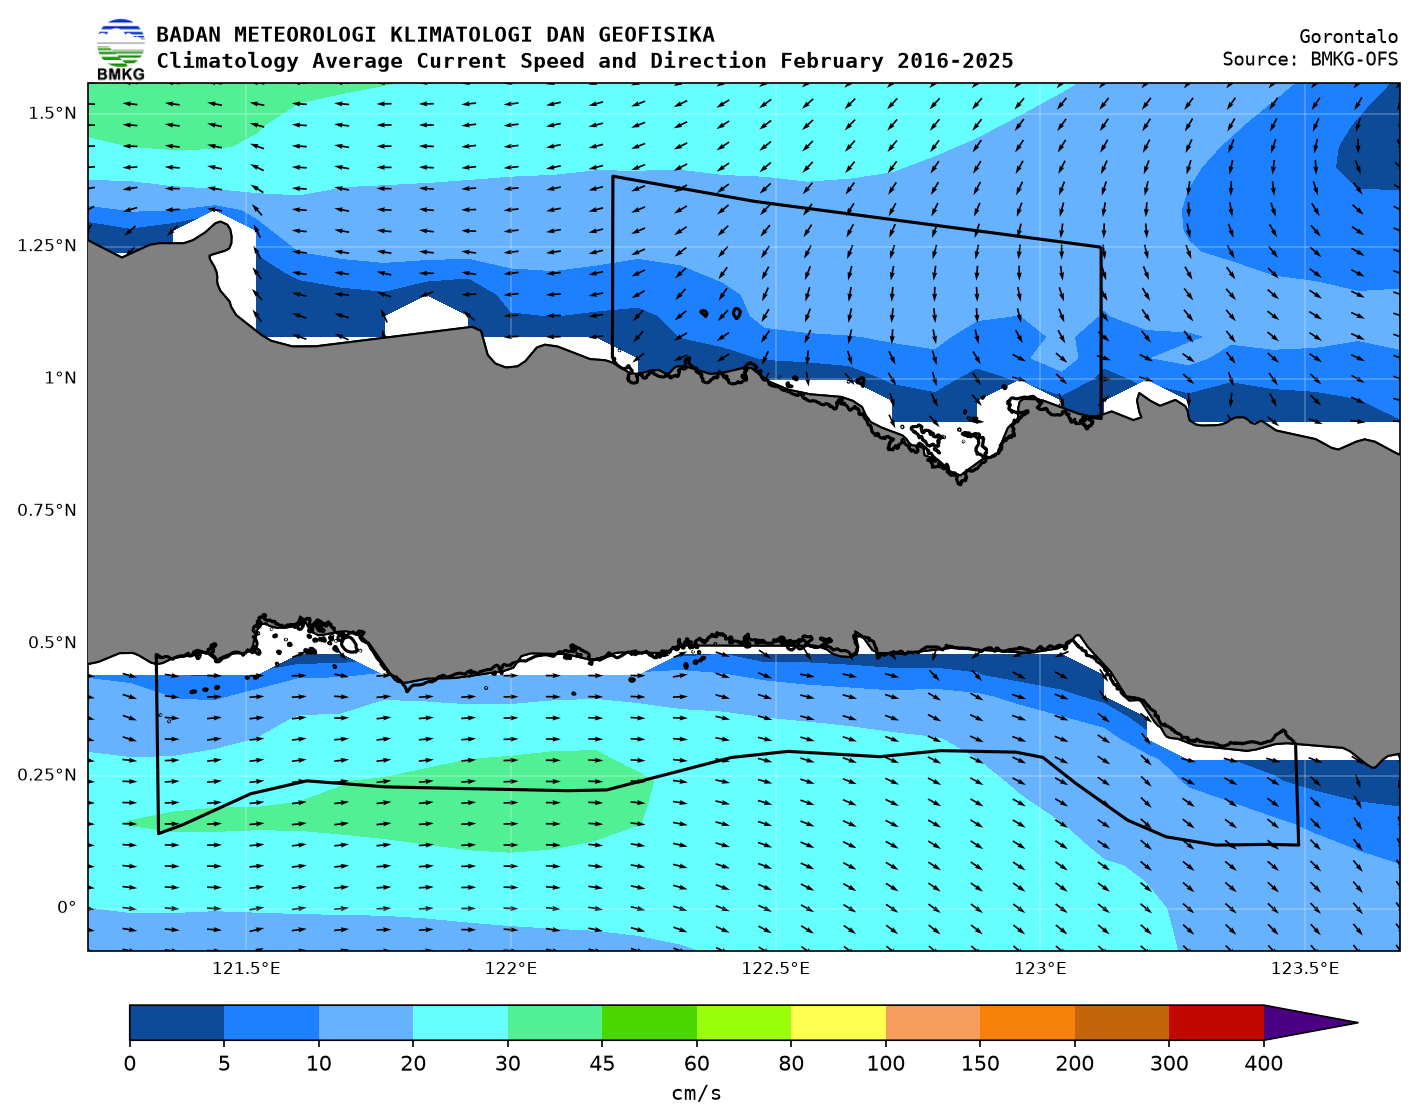 BADAN METEOROLOGI KLIMATOLOGI DAN GEOFISIKA
Climatology Average Current Speed and Direction February 2016-2025
BMKG
Gorontalo
Source: BMKG-OFS
1.5°N
1.25°N
1°N
0.75°N
0.5°N
0.25°N
0°
121.5°E 122°E 122.5°E 123°E 123.5°E
0 5 10 20 30 45 60 80 100 150 200 300 400
cm/s